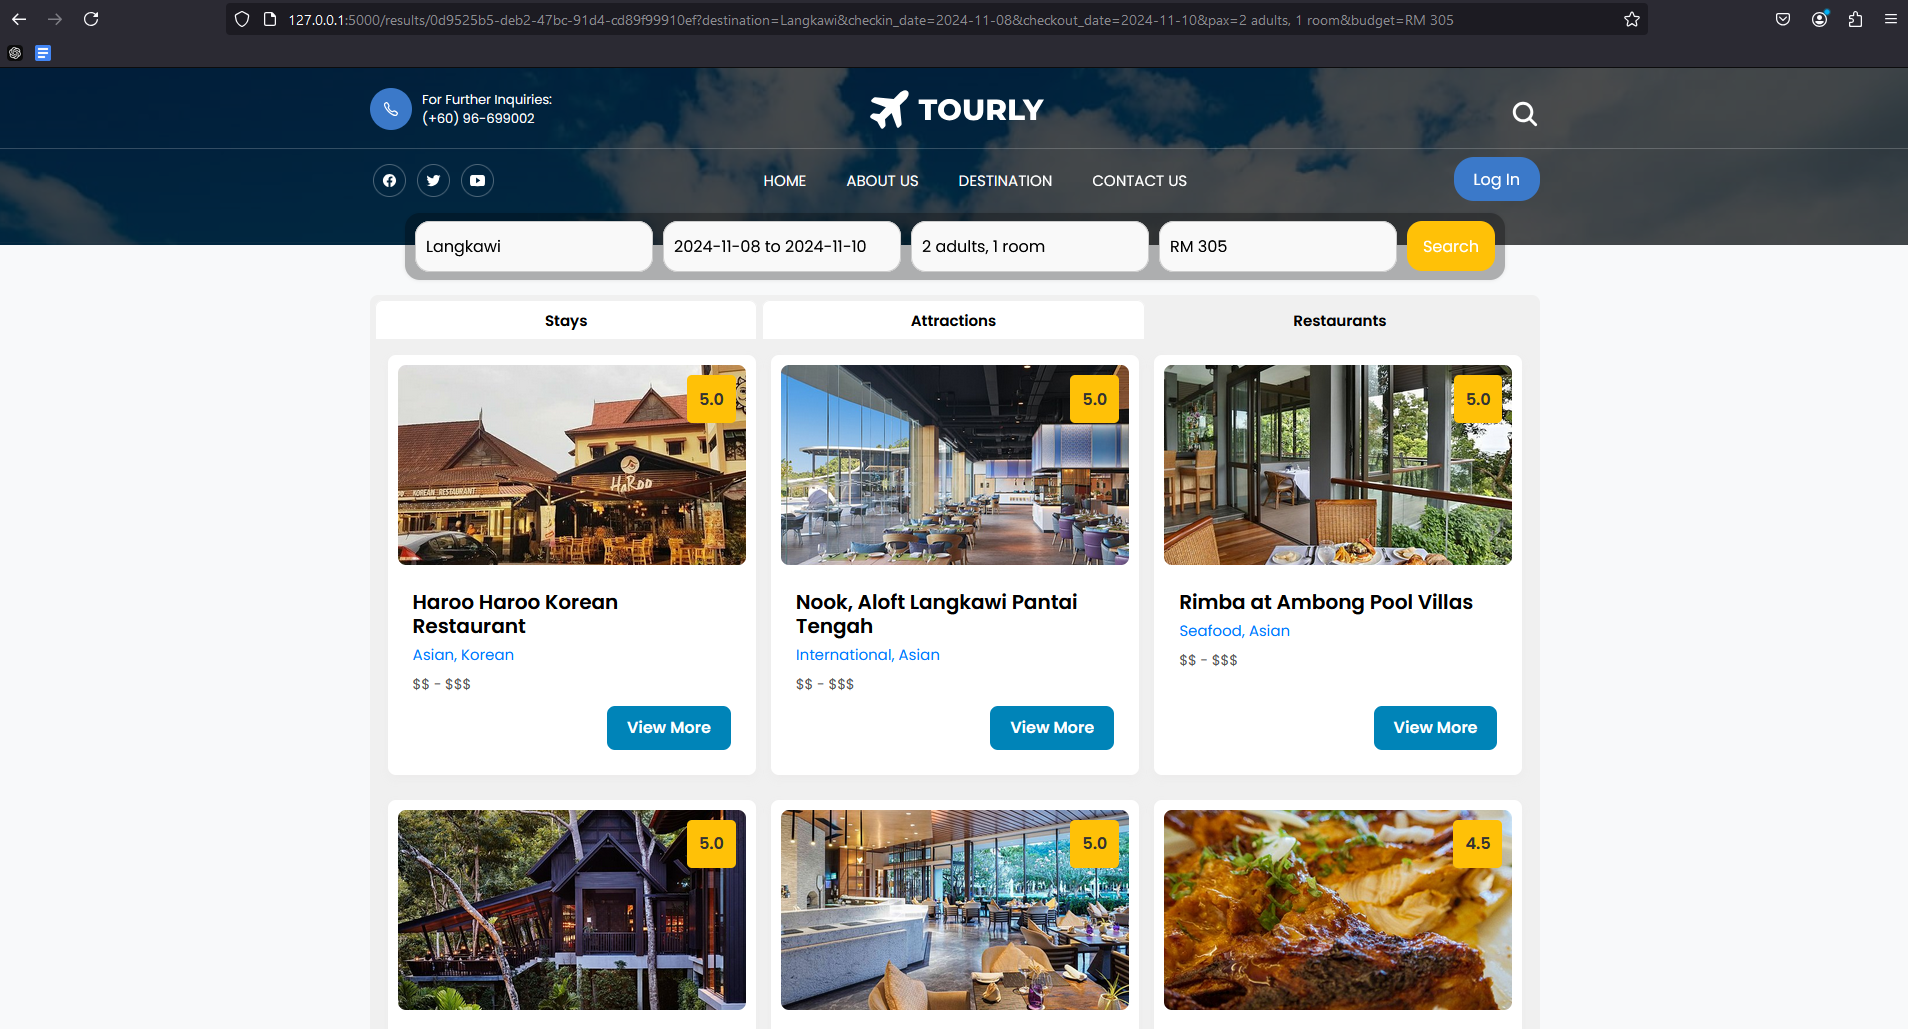 127.0.0.1:5000/results/0d9525b5-deb2-47bc-91d4-cd89f99910ef?destination=Langkawi&checkin_date=2024-11-08&checkout_date=2024-11-10&pax=2 adults, 1 room&budget=RM 305
For Further Inquiries:
(+60) 96-699002
TOURLY
HOME
ABOUT US
DESTINATION
CONTACT US
Log In
Langkawi
2024-11-08 to 2024-11-10
2 adults, 1 room
RM 305
Search
Stays
Attractions
Restaurants
5.0
KOREAN RESTAURANT
HaRoo
Haroo Haroo Korean
Restaurant
Asian, Korean
$$ - $$$
View More
5.0
Nook, Aloft Langkawi Pantai
Tengah
International, Asian
$$ - $$$
View More
5.0
Rimba at Ambong Pool Villas
Seafood, Asian
$$ - $$$
View More
5.0
5.0
4.5